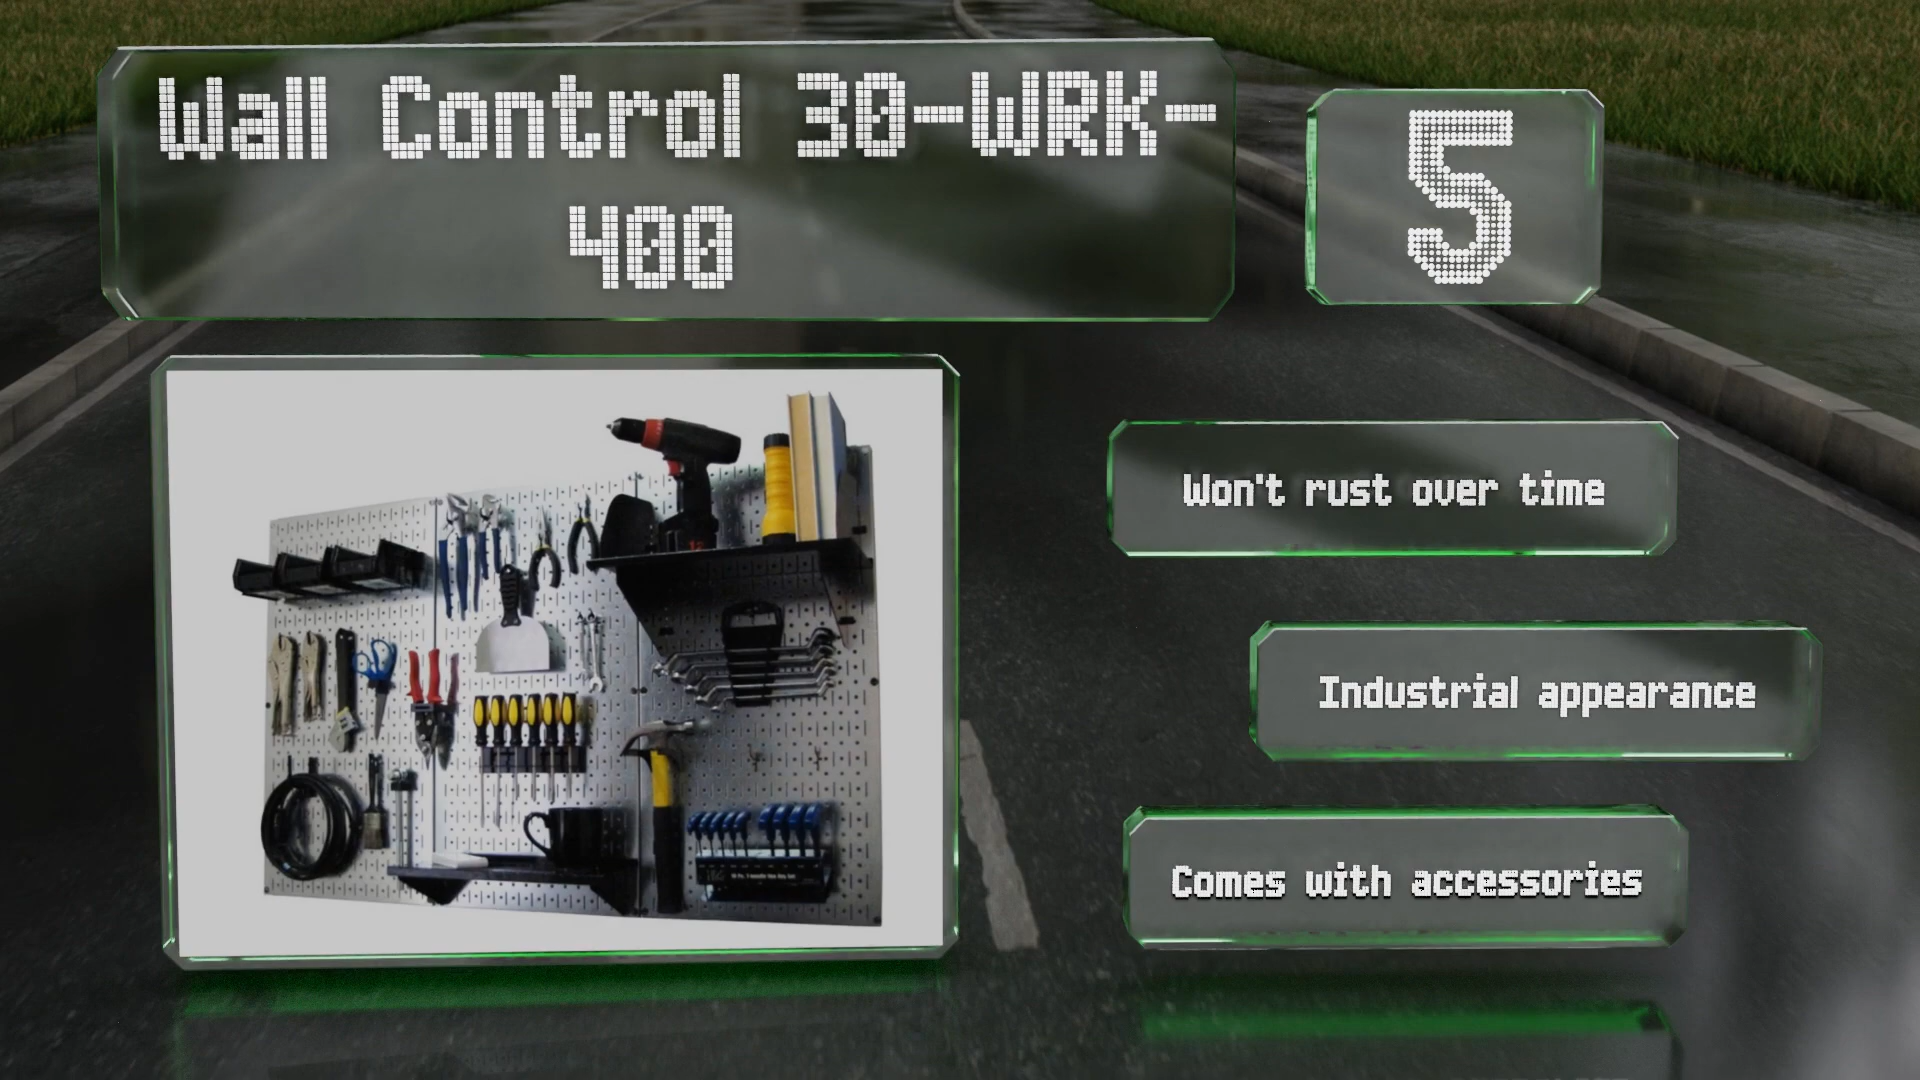 Wall Control 30-WRK-
400
5
Won't rust over time
Industrial appearance
Comes with accessories